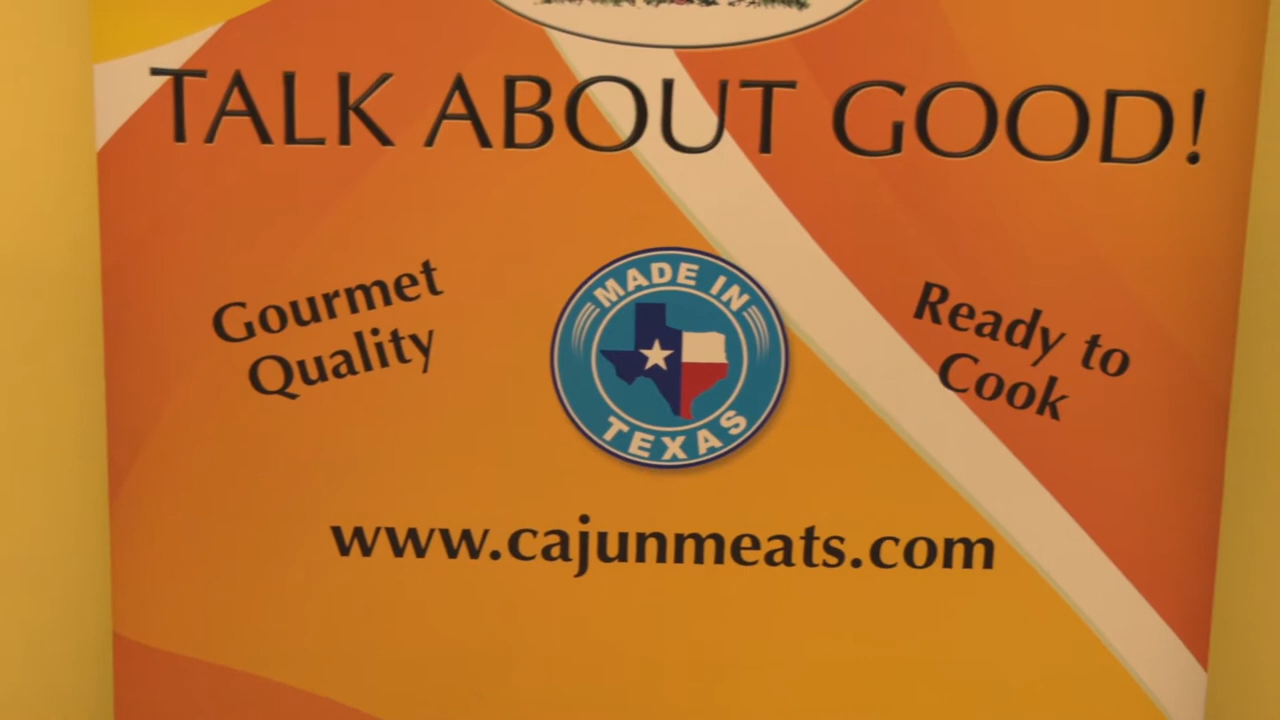 TALK ABOUT GOOD!
Gourmet
Quality
MADE IN
TEXAS
Ready to
Cook
www.cajunmeats.com